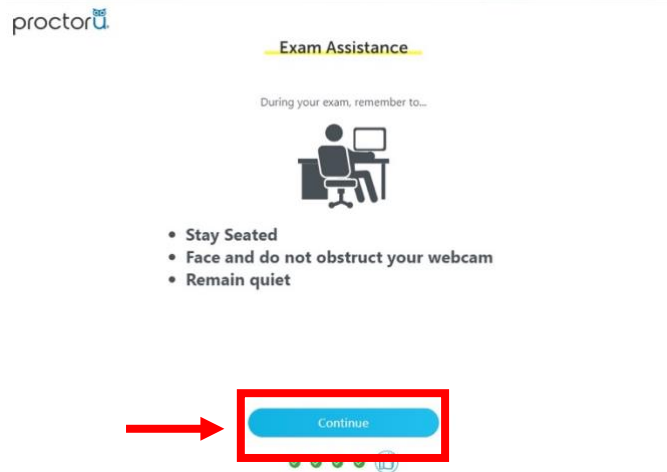 proctorü
Exam Assistance
During your exam, remember to...
• Stay Seated
• Face and do not obstruct your webcam
• Remain quiet
Continue